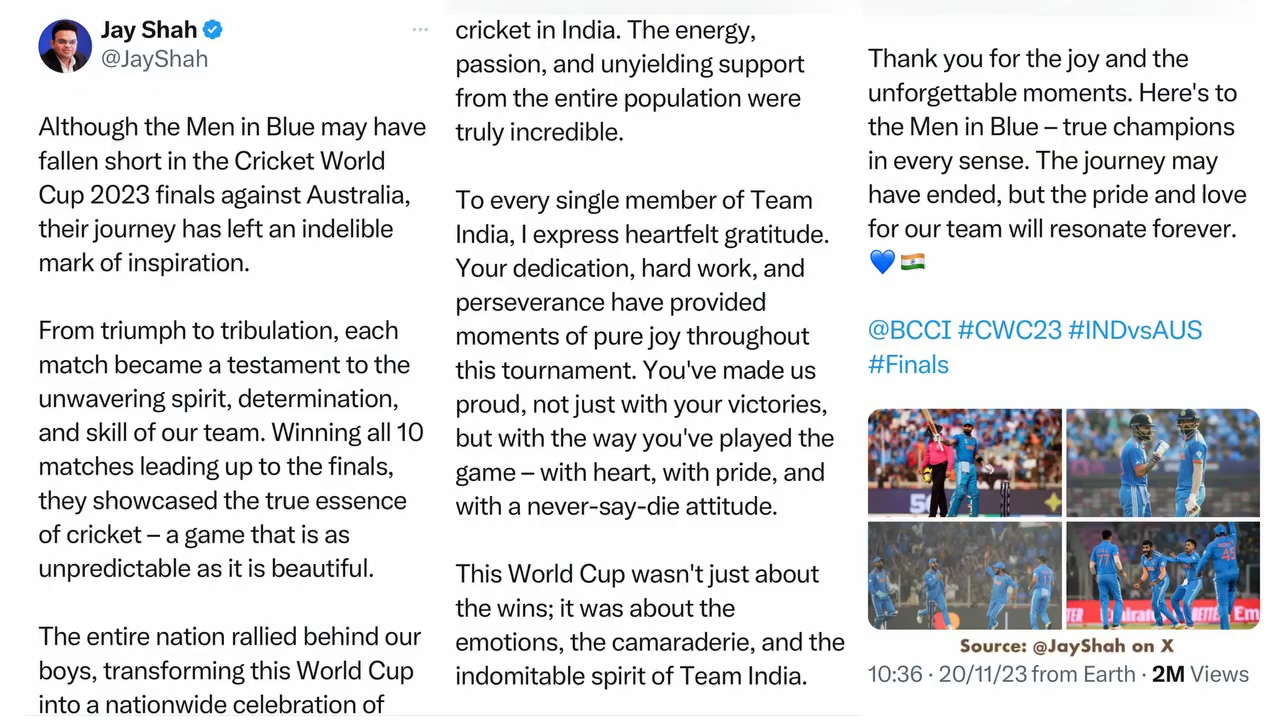 Jay Shah
@JayShah
Although the Men in Blue may have
fallen short in the Cricket World
Cup 2023 finals against Australia,
their journey has left an indelible
mark of inspiration.
From triumph to tribulation, each
match became a testament to the
unwavering spirit, determination,
and skill of our team. Winning all 10
matches leading up to the finals,
they showcased the true essence
of cricket – a game that is as
unpredictable as it is beautiful.
The entire nation rallied behind our
boys, transforming this World Cup
into a nationwide celebration of
cricket in India. The energy,
passion, and unyielding support
from the entire population were
truly incredible.
To every single member of Team
India, I express heartfelt gratitude.
Your dedication, hard work, and
perseverance have provided
moments of pure joy throughout
this tournament. You've made us
proud, not just with your victories,
but with the way you've played the
game – with heart, with pride, and
with a never-say-die attitude.
This World Cup wasn't just about
the wins; it was about the
emotions, the camaraderie, and the
indomitable spirit of Team India.
Thank you for the joy and the
unforgettable moments. Here's to
the Men in Blue – true champions
in every sense. The journey may
have ended, but the pride and love
for our team will resonate forever.
💙🇮🇳
@BCCI #CWC23 #INDvsAUS
#Finals
77
45
Emirates
Em
Source: @JayShah on X
10:36 · 20/11/23 from Earth · 2M Views